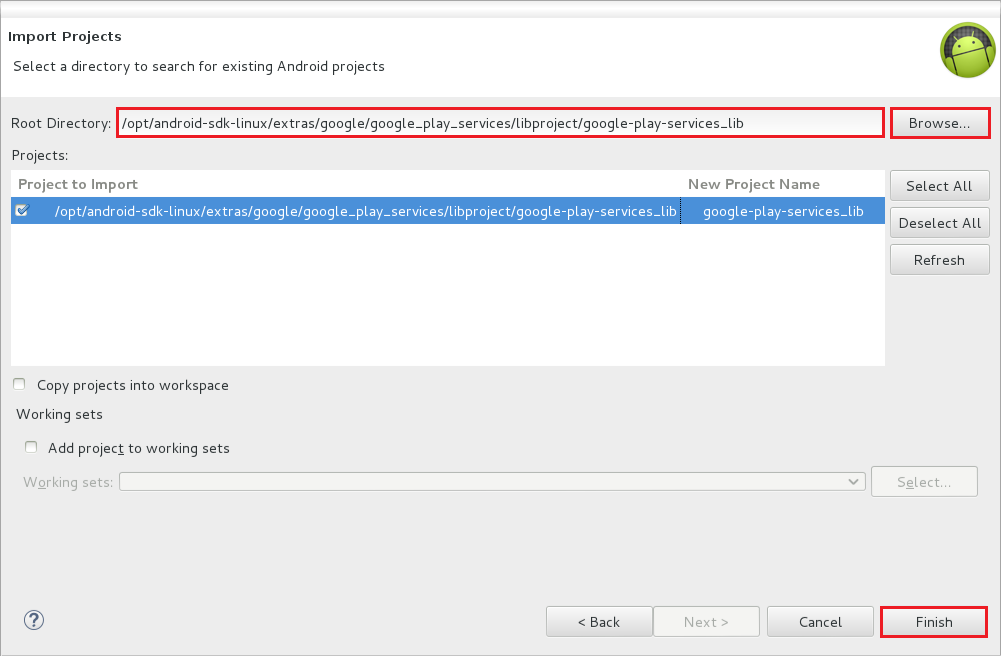 Import Projects
Select a directory to search for existing Android projects
Root Directory: /opt/android-sdk-linux/extras/google/google_play_services/libproject/google-play-services_lib Browse...
Projects:
Project to Import New Project Name
/opt/android-sdk-linux/extras/google/google_play_services/libproject/google-play-services_lib google-play-services_lib
Select All
Deselect All
Refresh
Copy projects into workspace
Working sets
Add project to working sets
Working sets: Select...
? < Back Next > Cancel Finish